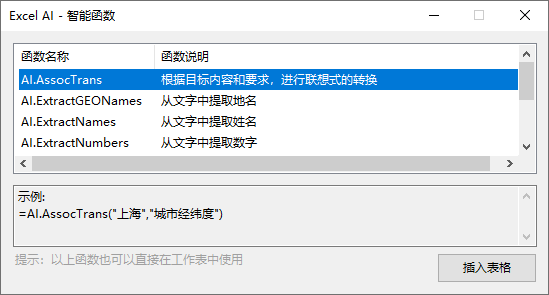 Excel AI - 智能函数
函数名称 函数说明
AI.AssocTrans 根据目标内容和要求，进行联想式的转换
AI.ExtractGEONames 从文字中提取地名
AI.ExtractNames 从文字中提取姓名
AI.ExtractNumbers 从文字中提取数字
示例:
=AI.AssocTrans("上海","城市经纬度")
提示：以上函数也可以直接在工作表中使用
插入表格